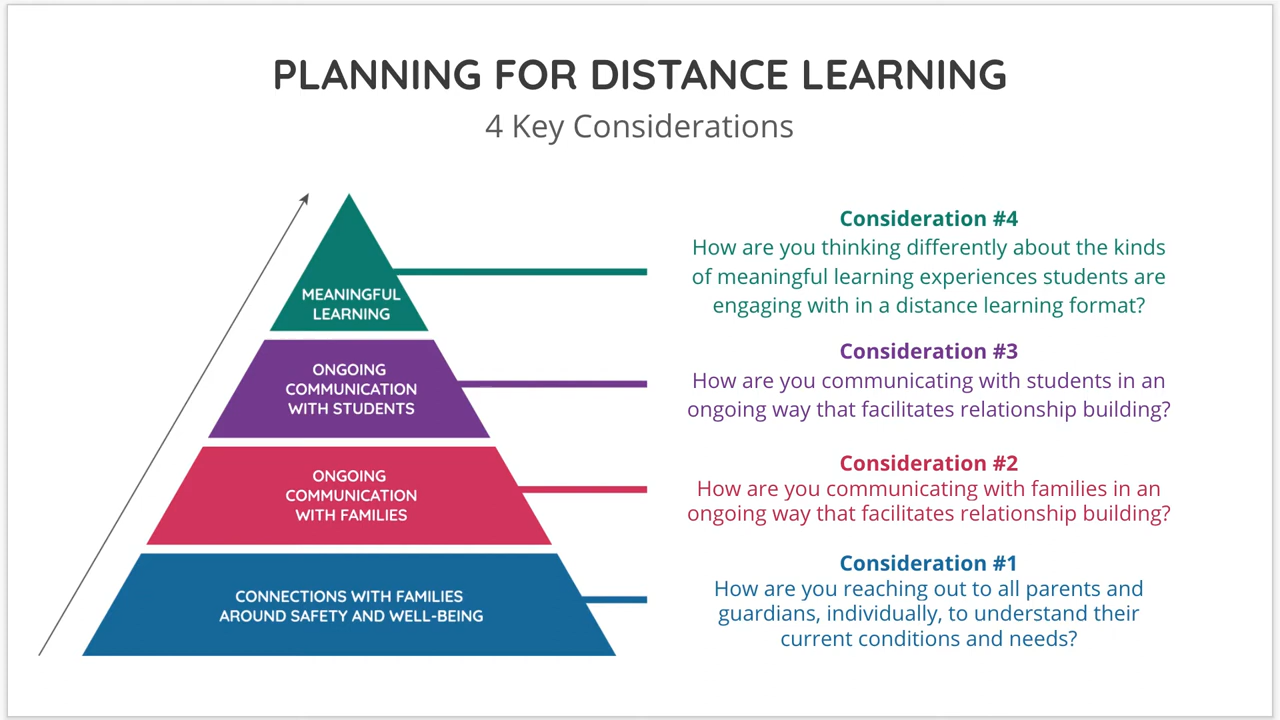 PLANNING FOR DISTANCE LEARNING
4 Key Considerations
MEANINGFUL
LEARNING
ONGOING
COMMUNICATION
WITH STUDENTS
ONGOING
COMMUNICATION
WITH FAMILIES
CONNECTIONS WITH FAMILIES
AROUND SAFETY AND WELL-BEING
Consideration #4
How are you thinking differently about the kinds
of meaningful learning experiences students are
engaging with in a distance learning format?
Consideration #3
How are you communicating with students in an
ongoing way that facilitates relationship building?
Consideration #2
How are you communicating with families in an
ongoing way that facilitates relationship building?
Consideration #1
How are you reaching out to all parents and
guardians, individually, to understand their
current conditions and needs?